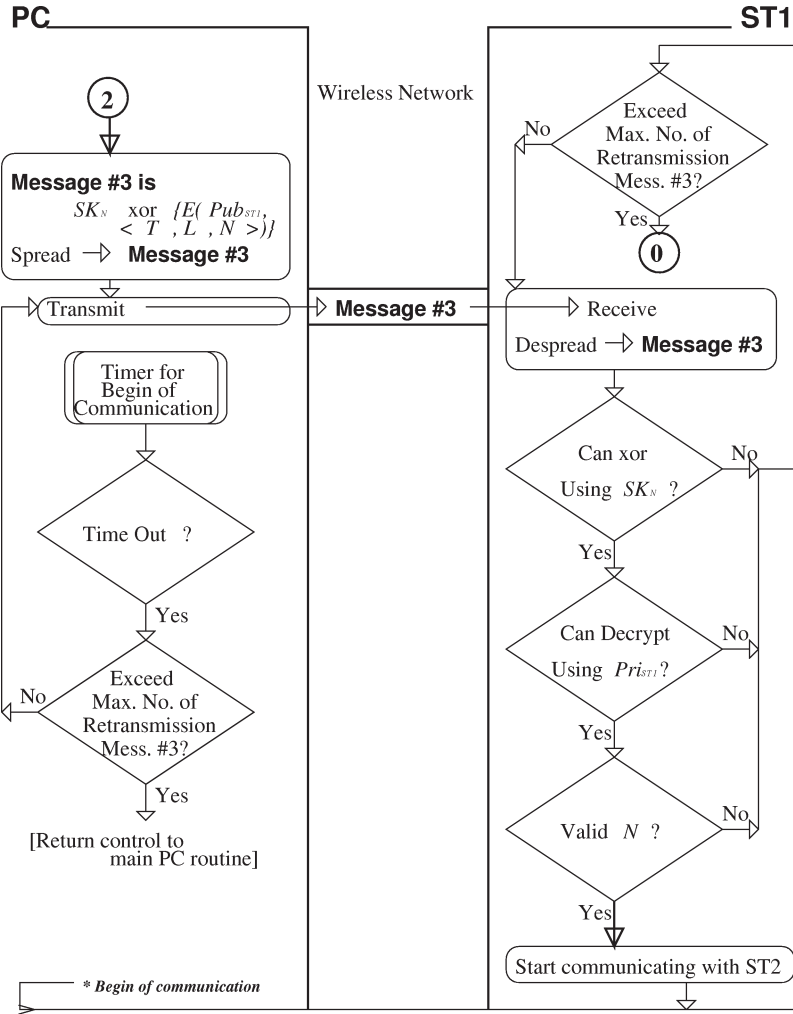 PC
ST1
Wireless Network
2
Message #3 is
SKN xor {E( PubST1,
< T , L , N >)}
Spread Message #3
Transmit
Message #3
Timer for
Begin of
Communication
Time Out ?
Yes
Exceed
Max. No. of
Retransmission
Mess. #3?
No
Yes
[Return control to
main PC routine]
* Begin of communication
Exceed
Max. No. of
Retransmission
Mess. #3?
No
Yes
0
Receive
Despread Message #3
Can xor
Using SKN ?
No
Yes
Can Decrypt
Using PriST1?
No
Yes
Valid N ?
No
Yes
Start communicating with ST2